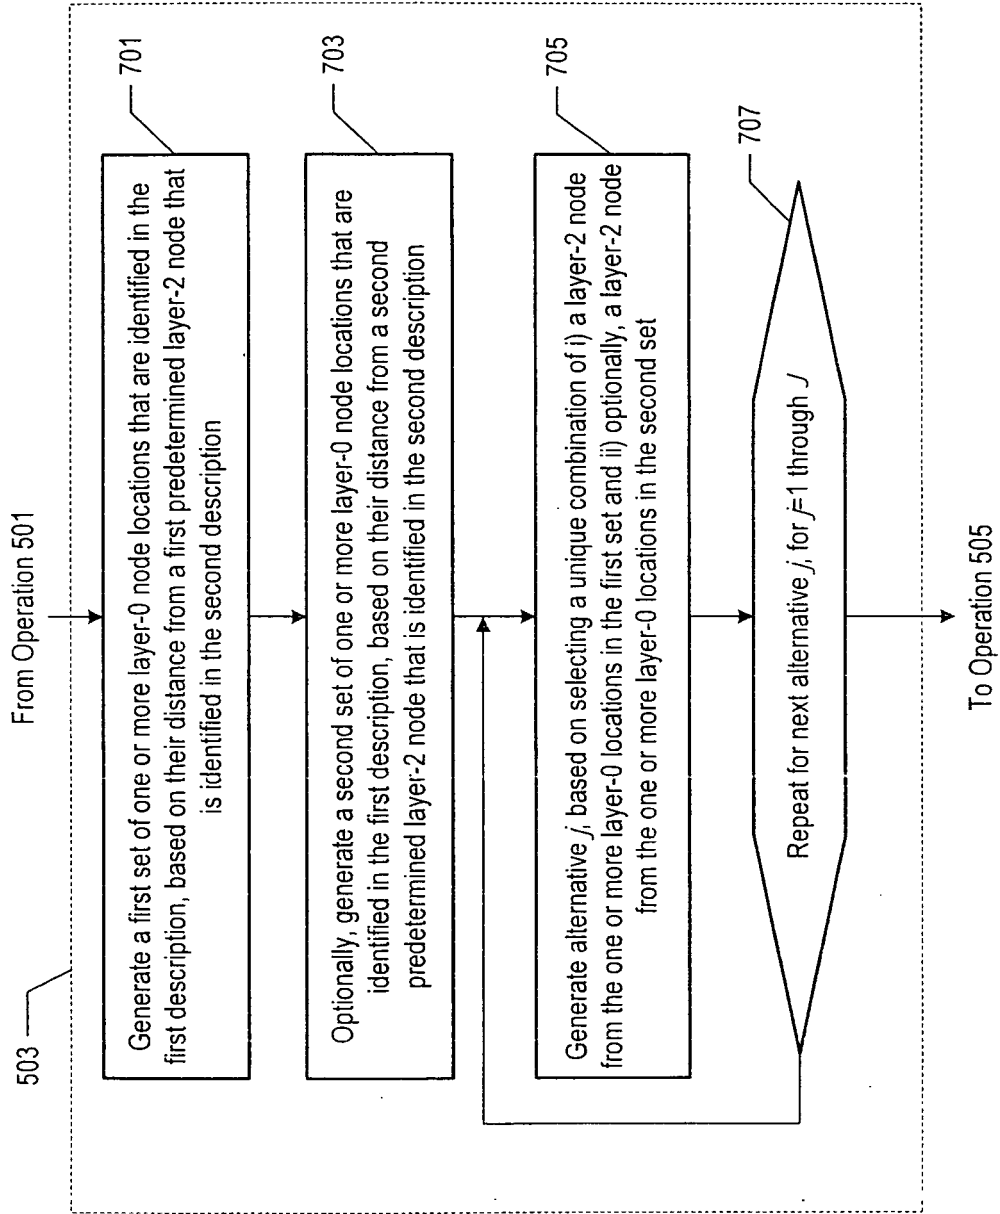 503
From Operation 501
701
Generate a first set of one or more layer-0 node locations that are identified in the
first description, based on their distance from a first predetermined layer-2 node that
is identified in the second description
703
Optionally, generate a second set of one or more layer-0 node locations that are
identified in the first description, based on their distance from a second
predetermined layer-2 node that is identified in the second description
705
Generate alternative j, based on selecting a unique combination of i) a layer-2 node
from the one or more layer-0 locations in the first set and ii) optionally, a layer-2 node
from the one or more layer-0 locations in the second set
707
Repeat for next alternative j, for j=1 through J
To Operation 505